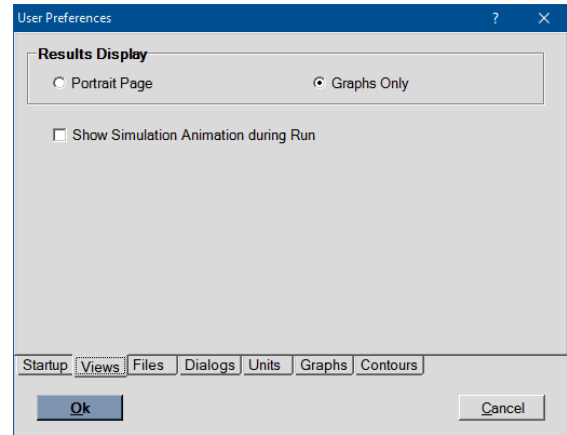 User Preferences ? ×
Results Display
Portrait Page Graphs Only
Show Simulation Animation during Run
Startup Views Files Dialogs Units Graphs Contours
Ok Cancel